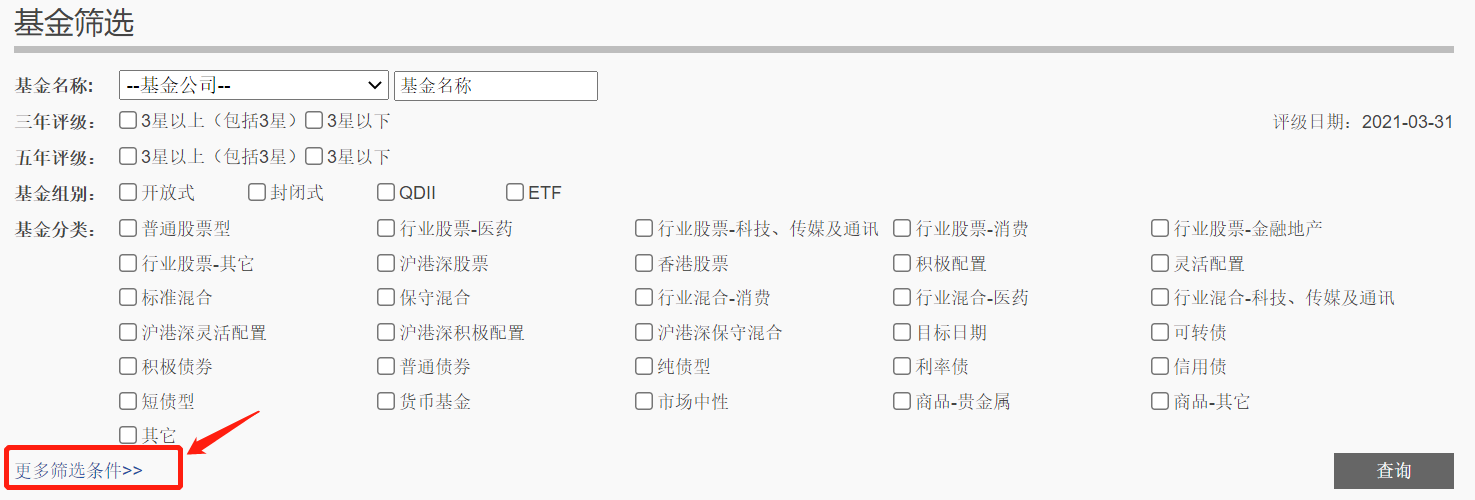 基金筛选
基金名称: --基金公司-- 基金名称
三年评级： 3星以上（包括3星） 3星以下 评级日期：2021-03-31
五年评级： 3星以上（包括3星） 3星以下
基金组别： 开放式 封闭式 QDII ETF
基金分类： 普通股票型 行业股票-医药 行业股票-科技、传媒及通讯 行业股票-消费 行业股票-金融地产
行业股票-其它 沪港深股票 香港股票 积极配置 灵活配置
标准混合 保守混合 行业混合-消费 行业混合-医药 行业混合-科技、传媒及通讯
沪港深灵活配置 沪港深积极配置 沪港深保守混合 目标日期 可转债
积极债券 普通债券 纯债型 利率债 信用债
短债型 货币基金 市场中性 商品-贵金属 商品-其它
其它
更多筛选条件>> 查询